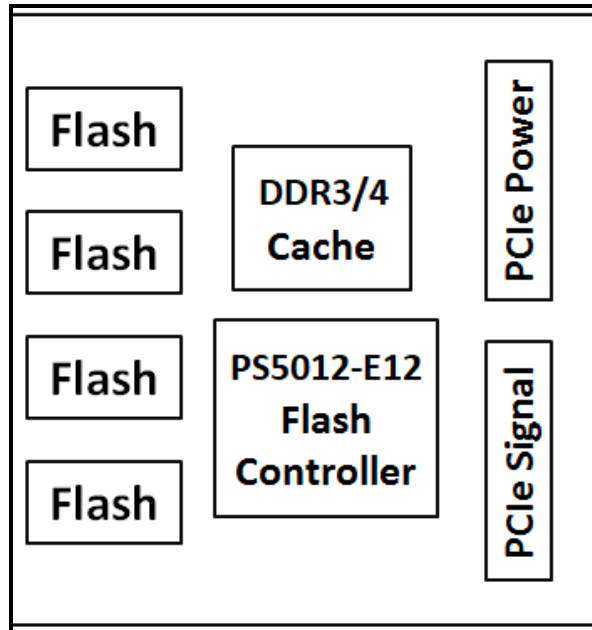 Flash
Flash
Flash
Flash
DDR3/4
Cache
PS5012-E12
Flash
Controller
PCIe Power
PCIe Signal